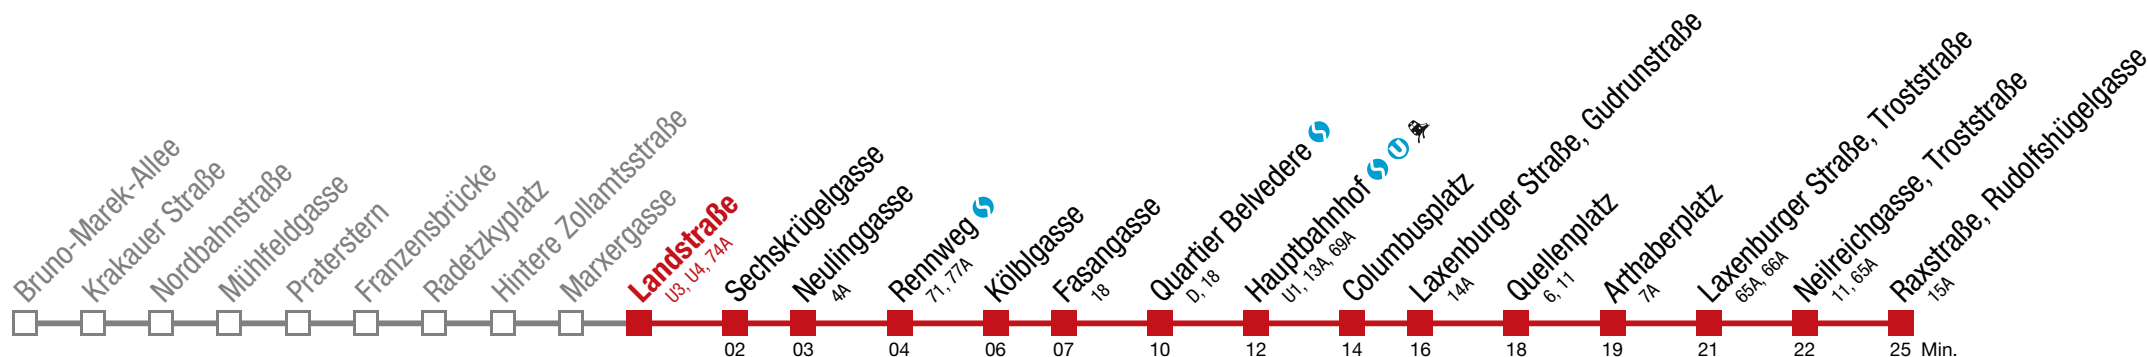 Bruno-Marek-Allee
Krakauer Straße
Nordbahnstraße
Mühlfeldgasse
Praterstern
Franzensbrücke
Radetzkyplatz
Hintere Zollamtsstraße
Marxergasse
Landstraße
U3, U4, 74A
Sechskrügelgasse
Neulinggasse
4A
Rennweg
71, 77A
Kölblgasse
Fasangasse
18
Quartier Belvedere
D, 18
Hauptbahnhof U
U1, 13A, 69A
Columbusplatz
Laxenburger Straße, Gudrunstraße
14A
Quellenplatz
6, 11
Arthaberplatz
7A
Laxenburger Straße, Troststraße
65A, 66A
Neilreichgasse, Troststraße
11, 65A
Raxstraße, Rudolfshügelgasse
15A
02 03 04 06 07 10 12 14 16 18 19 21 22 25 Min.